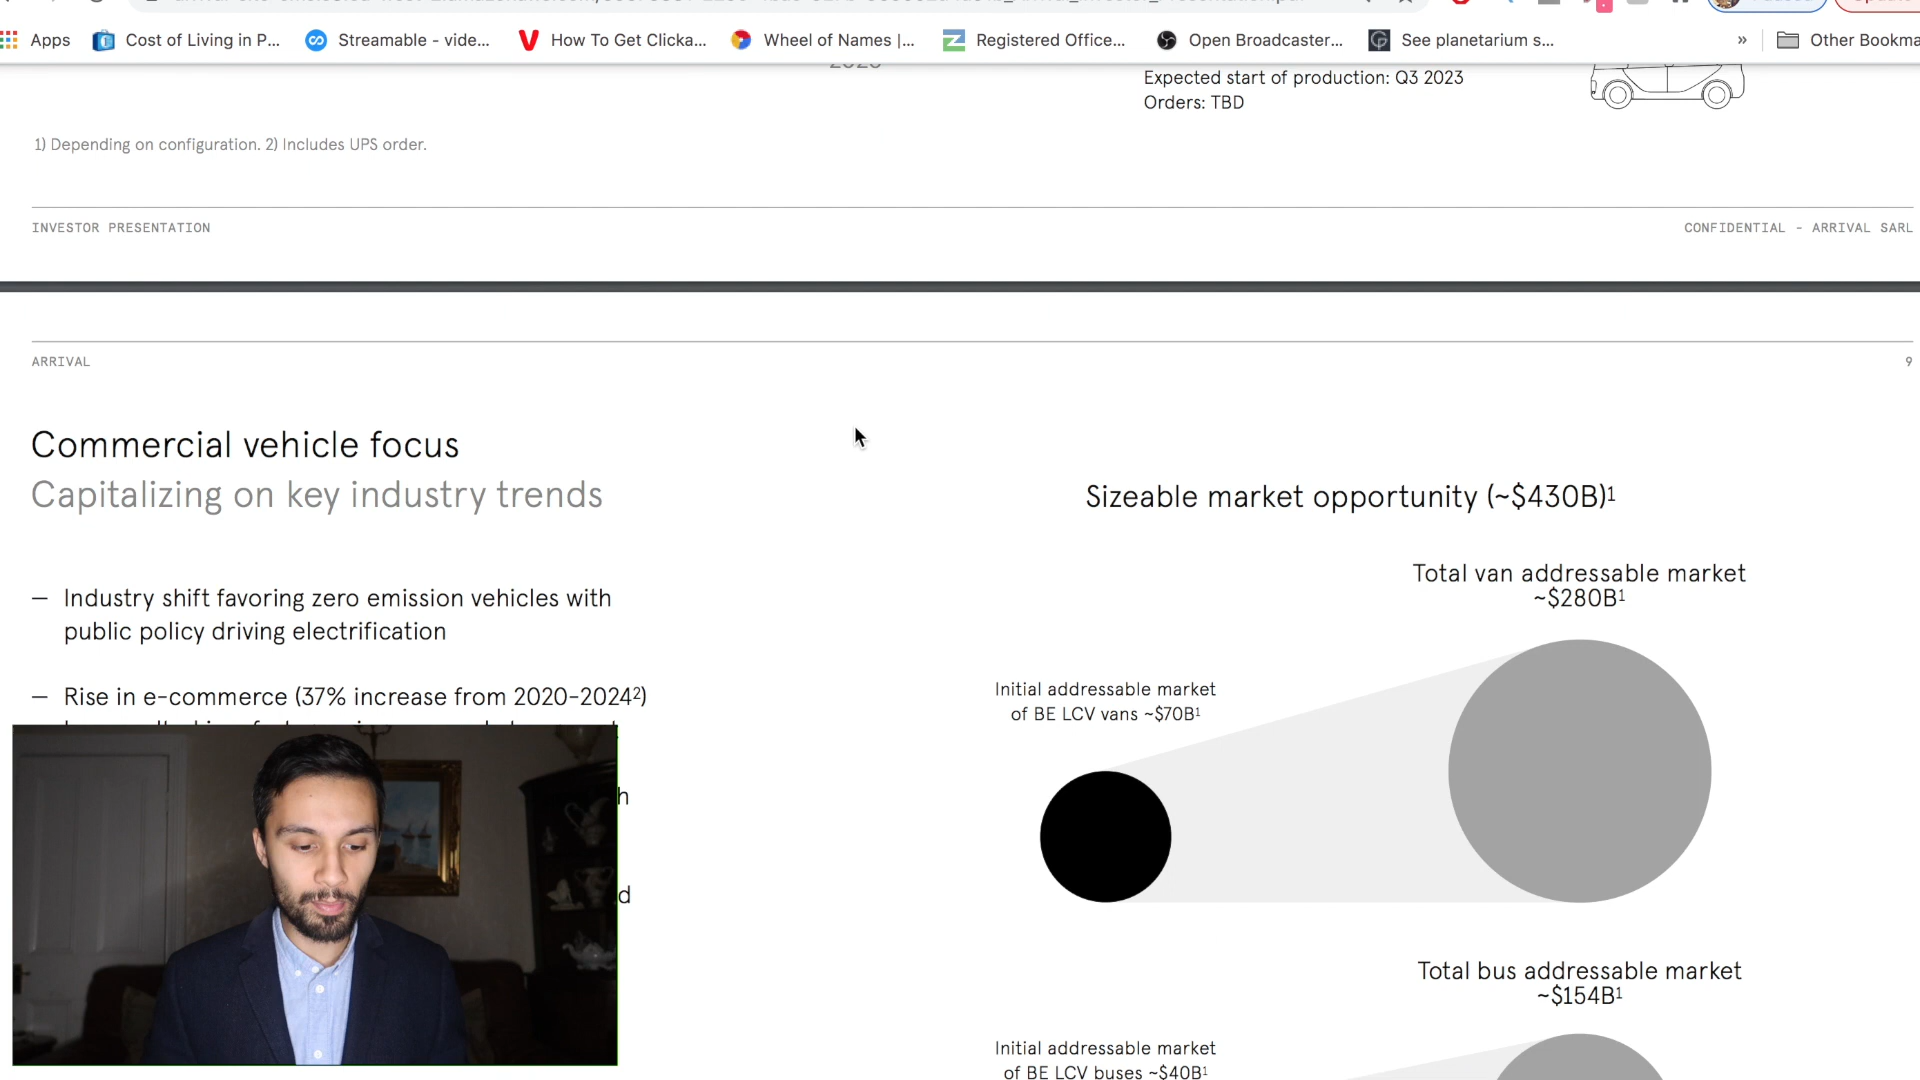 Apps
Cost of Living in P...
Streamable - vide...
How To Get Clicka...
Wheel of Names |...
Registered Office...
Open Broadcaster...
See planetarium s...
»
Other Bookma
Expected start of production: Q3 2023
Orders: TBD
1) Depending on configuration. 2) Includes UPS order.
INVESTOR PRESENTATION
CONFIDENTIAL - ARRIVAL SARL
ARRIVAL
9
Commercial vehicle focus
Capitalizing on key industry trends
Sizeable market opportunity (~$430B)¹
Total van addressable market
~$280B¹
— Industry shift favoring zero emission vehicles with
public policy driving electrification
— Rise in e-commerce (37% increase from 2020-2024²)
Initial addressable market
of BE LCV vans ~$70B¹
h
d
Total bus addressable market
~$154B¹
Initial addressable market
of BE LCV buses ~$40B¹